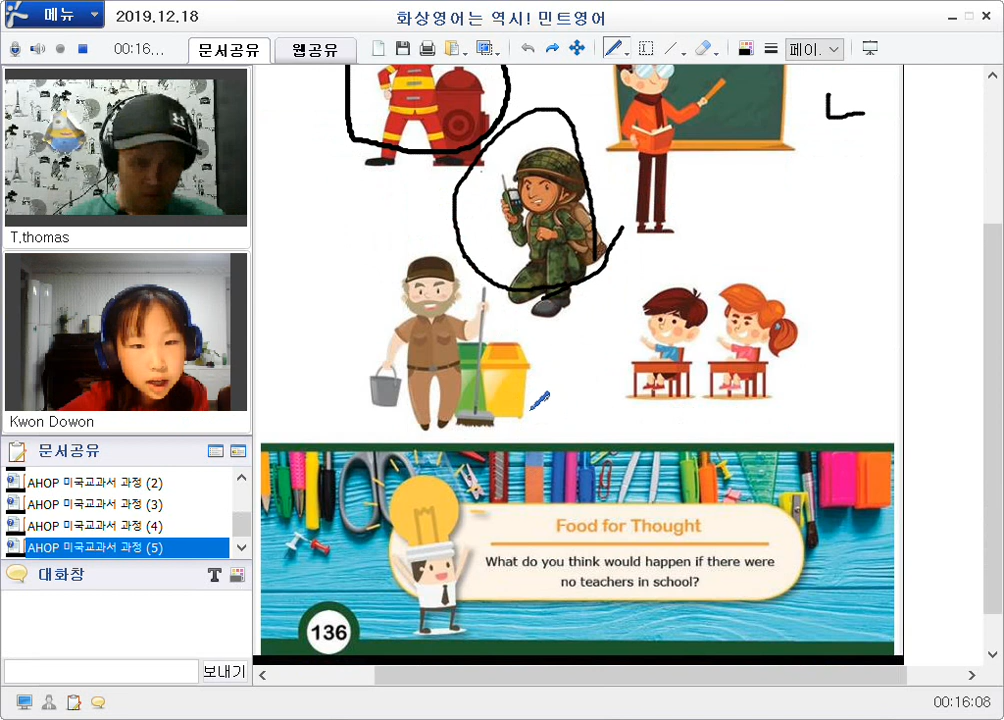 메뉴
2019.12.18
화상영어는 역시! 민트영어
00:16...
문서공유
웹공유
페이.
T.thomas
Kwon Dowon
문서공유
AHOP 미국교과서 과정 (2)
AHOP 미국교과서 과정 (3)
AHOP 미국교과서 과정 (4)
AHOP 미국교과서 과정 (5)
대화창
T
보내기
Food for Thought
What do you think would happen if there were
no teachers in school?
136
00:16:08